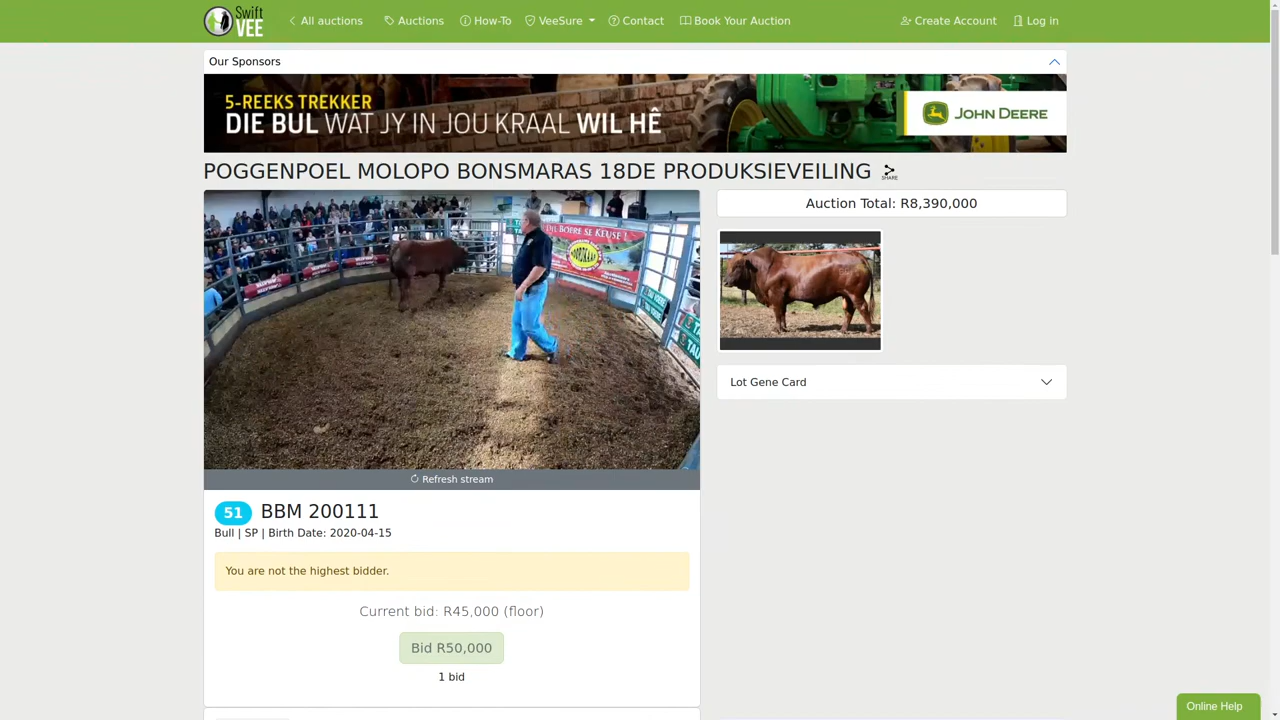 Swift
VEE
All auctions
Auctions
How-To
VeeSure
Contact
Book Your Auction
Create Account
Log in
Our Sponsors
5-REEKS TREKKER
DIE BUL WAT JY IN JOU KRAAL WIL HÊ
JOHN DEERE
POGGENPOEL MOLOPO BONSMARAS 18DE PRODUKSIEVEILING
SHARE
Auction Total: R8,390,000
Lot Gene Card
Refresh stream
51 BBM 200111
Bull | SP | Birth Date: 2020-04-15
You are not the highest bidder.
Current bid: R45,000 (floor)
Bid R50,000
1 bid
Online Help